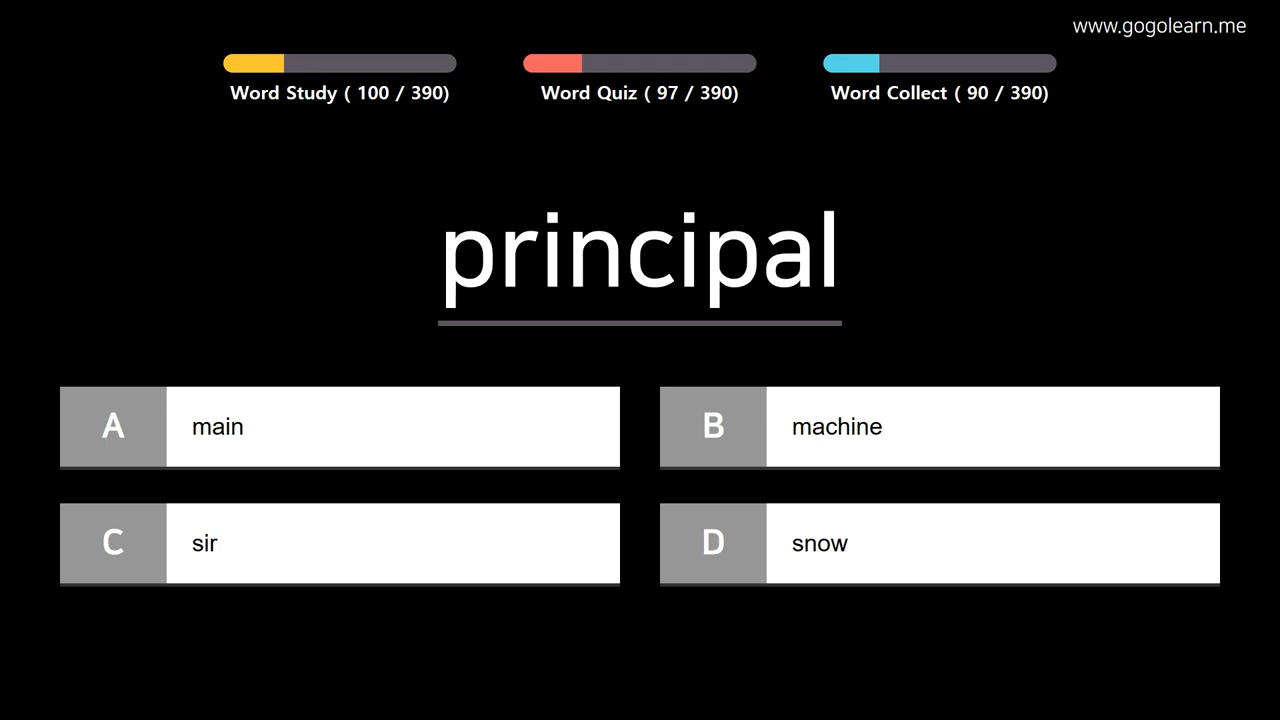 www.gogolearn.me
Word Study ( 100 / 390)
Word Quiz ( 97 / 390)
Word Collect ( 90 / 390)
principal
A main
B machine
C sir
D snow